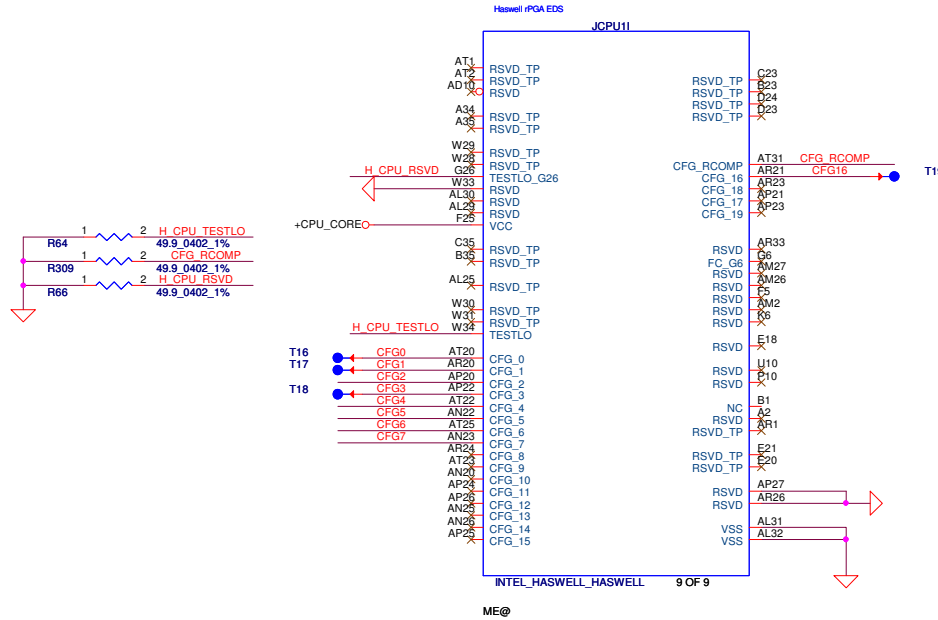 Haswell rPGA EDS
JCPU1I
AT1 RSVD_TP
AT2 RSVD_TP
AD10 RSVD
A34 RSVD_TP
A35 RSVD_TP
W29 RSVD_TP
W28 RSVD_TP
H_CPU_RSVD G26 TESTLO_G26
W33 RSVD
AL30 RSVD
AL29 RSVD
+CPU_CORE F25 VCC
C35 RSVD_TP
B35 RSVD_TP
AL25 RSVD_TP
W30 RSVD_TP
W31 RSVD_TP
H_CPU_TESTLO W34 TESTLO
T16 CFG0 AT20 CFG_0
T17 CFG1 AR20 CFG_1
CFG2 AP20 CFG_2
T18 CFG3 AP22 CFG_3
CFG4 AT22 CFG_4
CFG5 AN22 CFG_5
CFG6 AT25 CFG_6
CFG7 AN23 CFG_7
AR24 CFG_8
AT23 CFG_9
AN20 CFG_10
AP24 CFG_11
AP26 CFG_12
AN25 CFG_13
AN26 CFG_14
AP25 CFG_15
RSVD_TP C23
RSVD_TP B23
RSVD_TP D24
RSVD_TP D23
CFG_RCOMP AT31 CFG_RCOMP
CFG_16 AR21 CFG16
CFG_18 AR23
CFG_17 AP21
CFG_19 AP23
RSVD AR33
FC_G6 G6
RSVD AM27
RSVD AM26
RSVD F5
RSVD AM2
RSVD K6
RSVD E18
RSVD U10
RSVD P10
NC B1
RSVD A2
RSVD_TP AR1
RSVD_TP E21
RSVD_TP E20
RSVD AP27
RSVD AR26
VSS AL31
VSS AL32
1 2 H_CPU_TESTLO
R64 49.9_0402_1%
1 2 CFG_RCOMP
R309 49.9_0402_1%
1 2 H_CPU_RSVD
R66 49.9_0402_1%
INTEL_HASWELL_HASWELL 9 OF 9
ME@